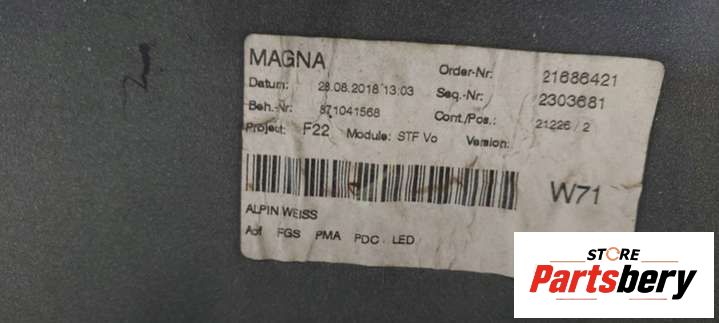 MAGNA
Order-Nr: 21686421
Datum: 28.08.2018 13:03
Seq.-Nr: 2303681
Beh.-Nr: 871041568
Cont./Pos.: 21226 / 2
Project: F22 Module: STF Vo Version:
W71
ALPIN WEISS
Aof FGS PMA PDC LED
STORE
Partsbery